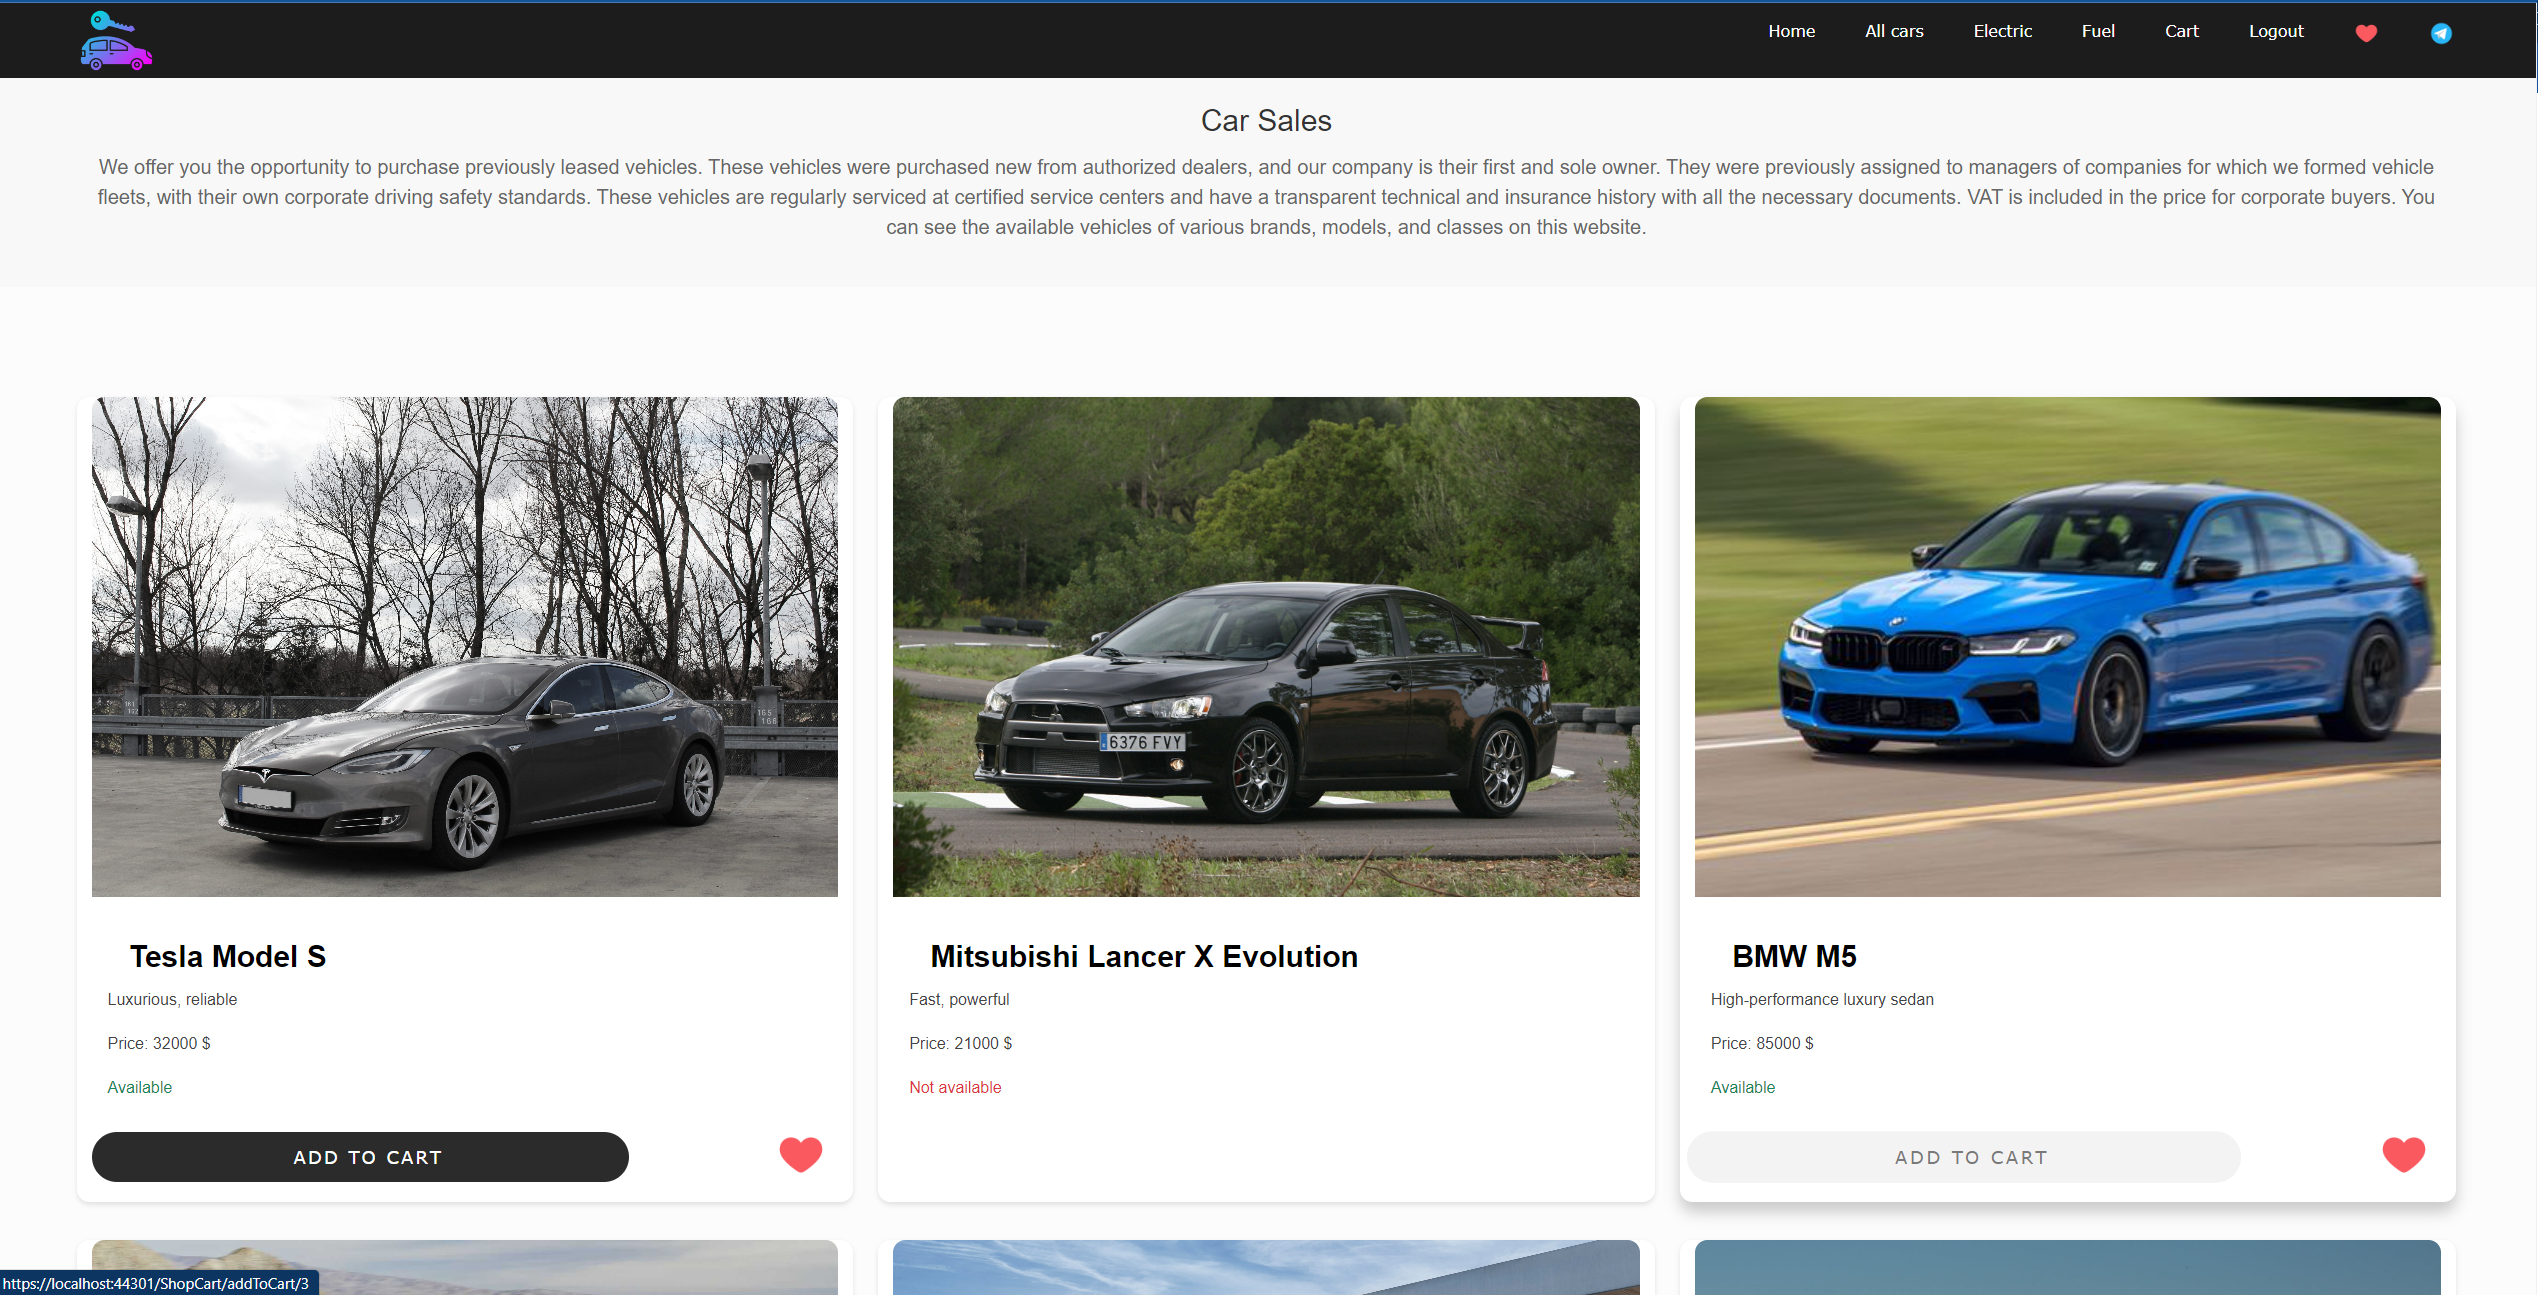 Home All cars Electric Fuel Cart Logout
Car Sales
We offer you the opportunity to purchase previously leased vehicles. These vehicles were purchased new from authorized dealers, and our company is their first and sole owner. They were previously assigned to managers of companies for which we formed vehicle
fleets, with their own corporate driving safety standards. These vehicles are regularly serviced at certified service centers and have a transparent technical and insurance history with all the necessary documents. VAT is included in the price for corporate buyers. You
can see the available vehicles of various brands, models, and classes on this website.
161
162
165
166
6376 FVY
Tesla Model S
Luxurious, reliable
Price: 32000 $
Available
ADD TO CART
Mitsubishi Lancer X Evolution
Fast, powerful
Price: 21000 $
Not available
BMW M5
High-performance luxury sedan
Price: 85000 $
Available
ADD TO CART
https://localhost:44301/ShopCart/addToCart/3